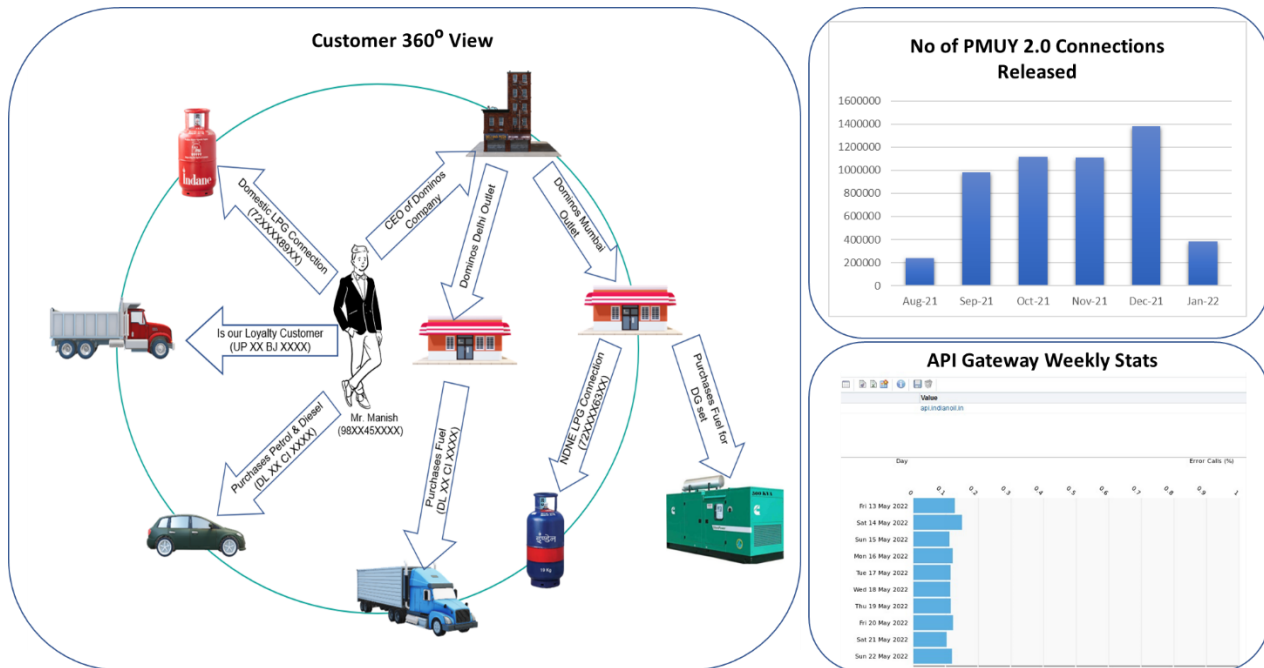 Customer 360⁰ View
Indane
Domestic LPG Connection
(72XXXX89XX)
CEO of Dominos
Company
Dominos Delhi Outlet
Dominos Mumbai
Outlet
Is our Loyalty Customer
(UP XX BJ XXXX)
Mr. Manish
(98XX45XXXX)
Purchases Petrol & Diesel
(DL XX CI XXXX)
Purchases Fuel
(DL XX CI XXXX)
NDNE LPG Connection
(72XXXX63XX)
Purchases Fuel for
DG set
इण्डेन
No of PMUY 2.0 Connections
Released
1600000
1400000
1200000
1000000
800000
600000
400000
200000
0
Aug-21 Sep-21 Oct-21 Nov-21 Dec-21 Jan-22
API Gateway Weekly Stats
Value
api.indianoil.in
Day Error Calls (%)
0 0.1 0.2 0.3 0.4 0.5 0.6 0.7 0.8 0.9 1
Fri 13 May 2022
Sat 14 May 2022
Sun 15 May 2022
Mon 16 May 2022
Tue 17 May 2022
Wed 18 May 2022
Thu 19 May 2022
Fri 20 May 2022
Sat 21 May 2022
Sun 22 May 2022